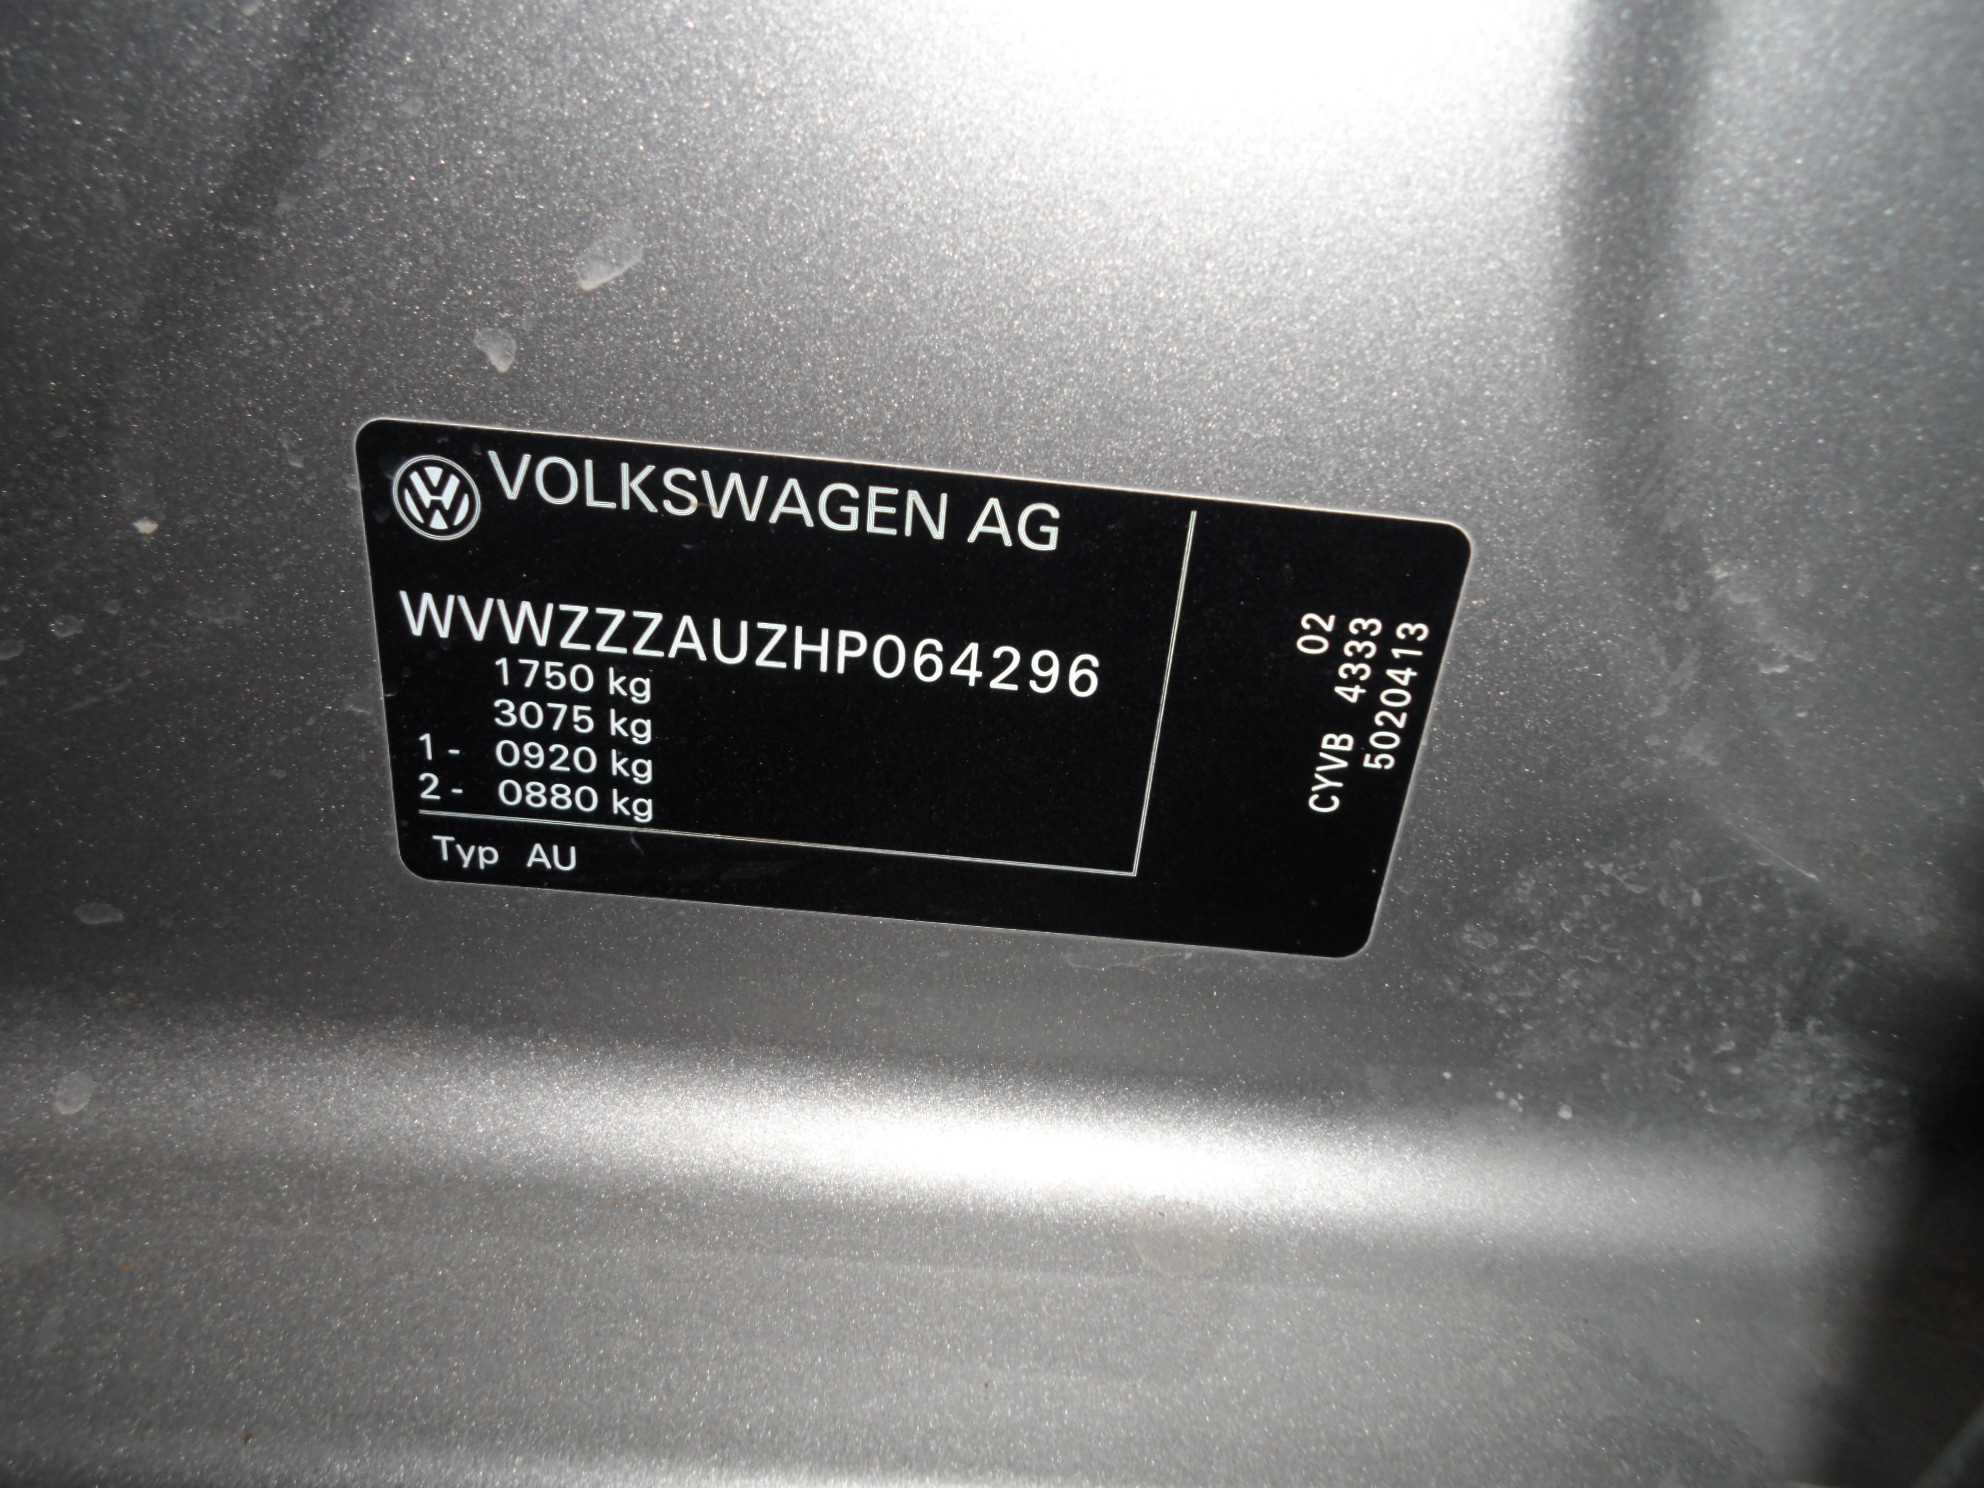 VOLKSWAGEN AG
WVWZZZAUZHP064296
1750 kg
3075 kg
1 - 0920 kg
2 - 0880 kg
Typ AU
02
CYVB 4333
5020413